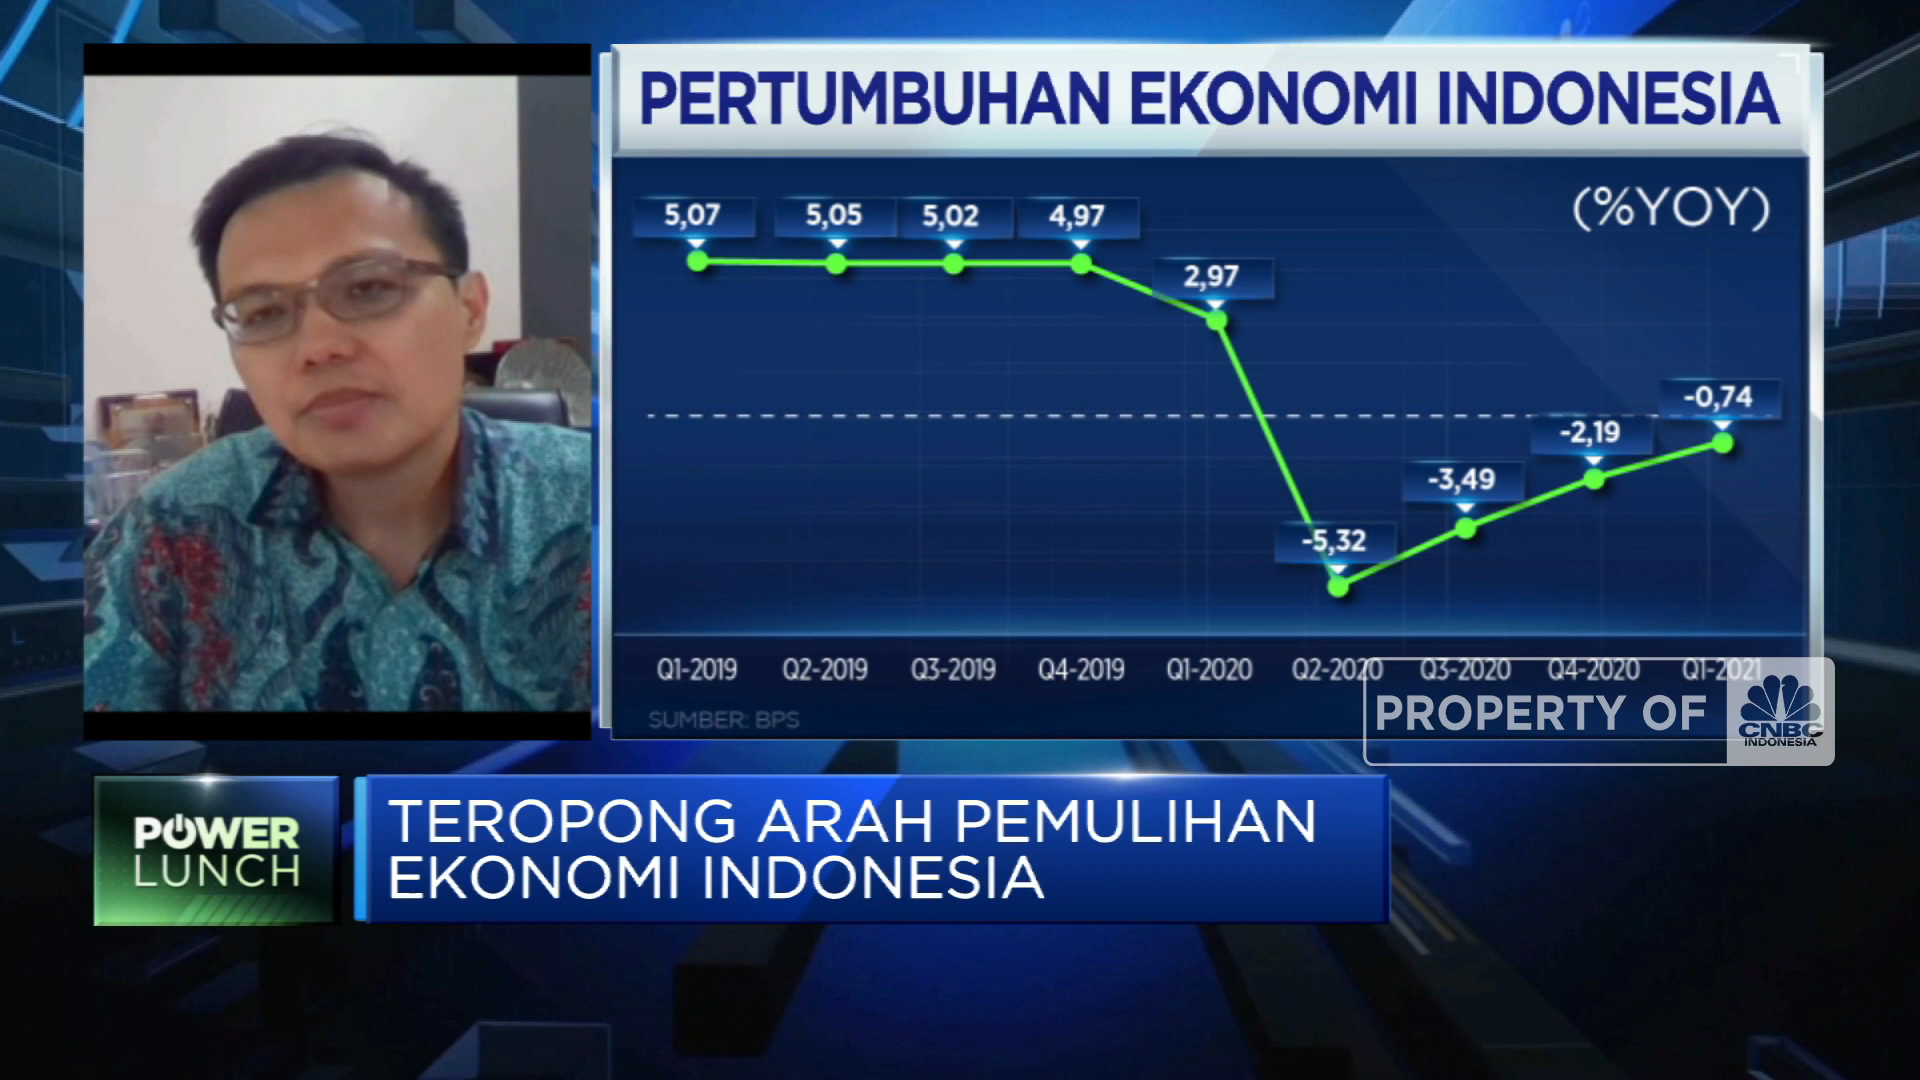 PERTUMBUHAN EKONOMI INDONESIA
(%YOY)
5,07
5,05
5,02
4,97
2,97
-5,32
-3,49
-2,19
-0,74
Q1-2019
Q2-2019
Q3-2019
Q4-2019
Q1-2020
Q2-2020
Q3-2020
Q4-2020
Q1-2021
SUMBER: BPS
PROPERTY OF
CNBC
INDONESIA
POWER
LUNCH
TEROPONG ARAH PEMULIHAN
EKONOMI INDONESIA